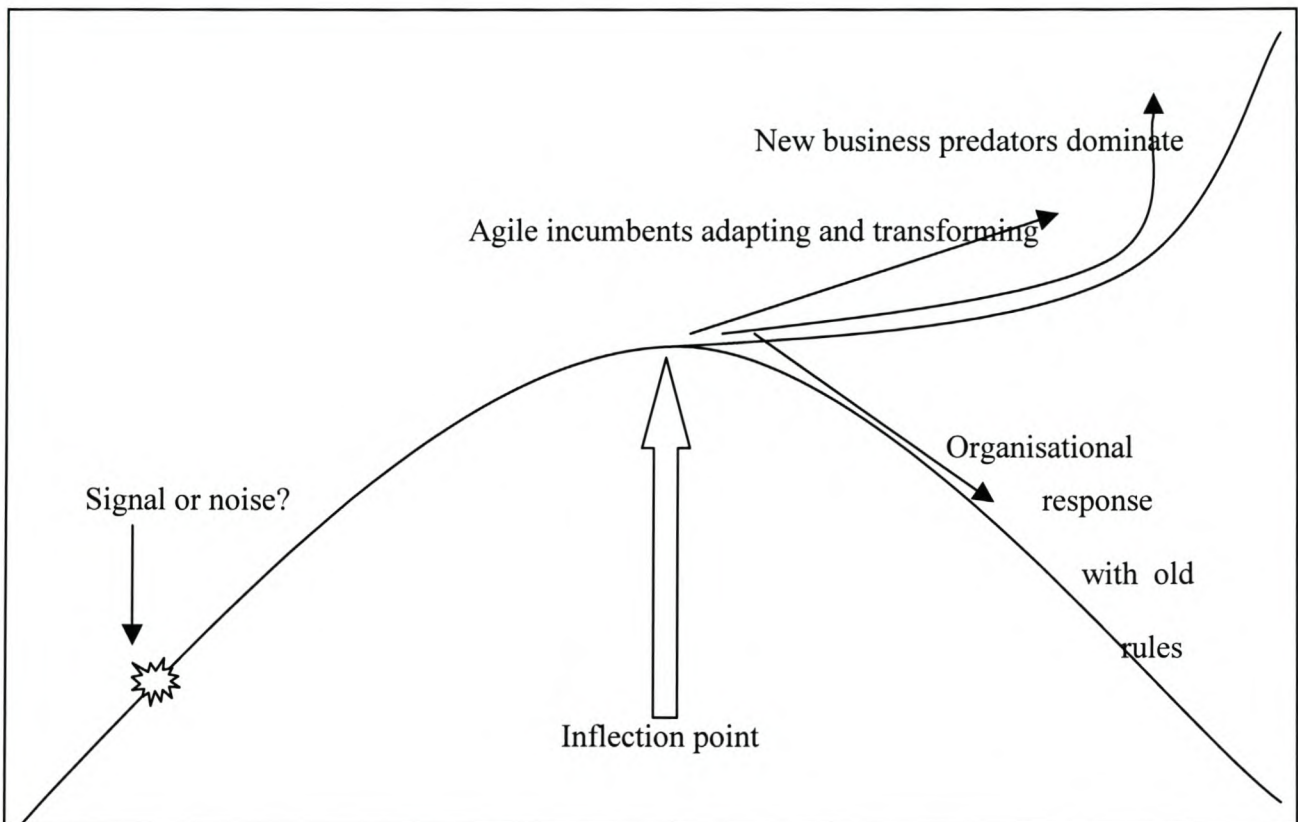 New business predators dominate
Agile incumbents adapting and transforming
Organisational
response
Signal or noise?
with old
rules
Inflection point